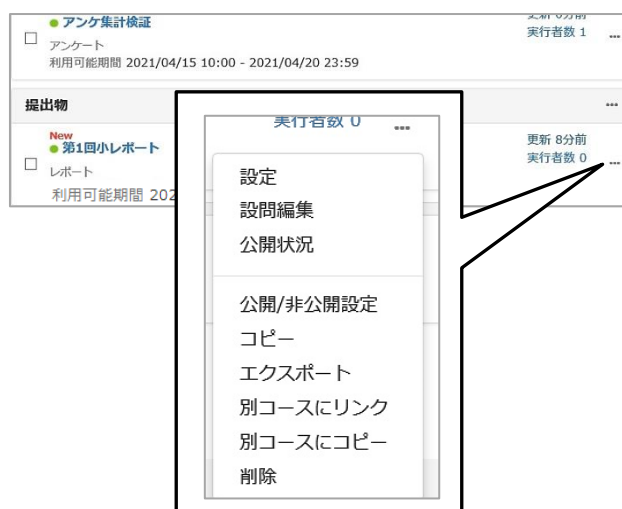 アンケ集計検証
実行者数 1
...
アンケート
利用可能期間 2021/04/15 10:00 - 2021/04/20 23:59
提出物
...
New
第1回小レポート
更新 8分前
実行者数 0
...
レポート
利用可能期間 202
実行者数 0
...
設定
設問編集
公開状況
公開/非公開設定
コピー
エクスポート
別コースにリンク
別コースにコピー
削除